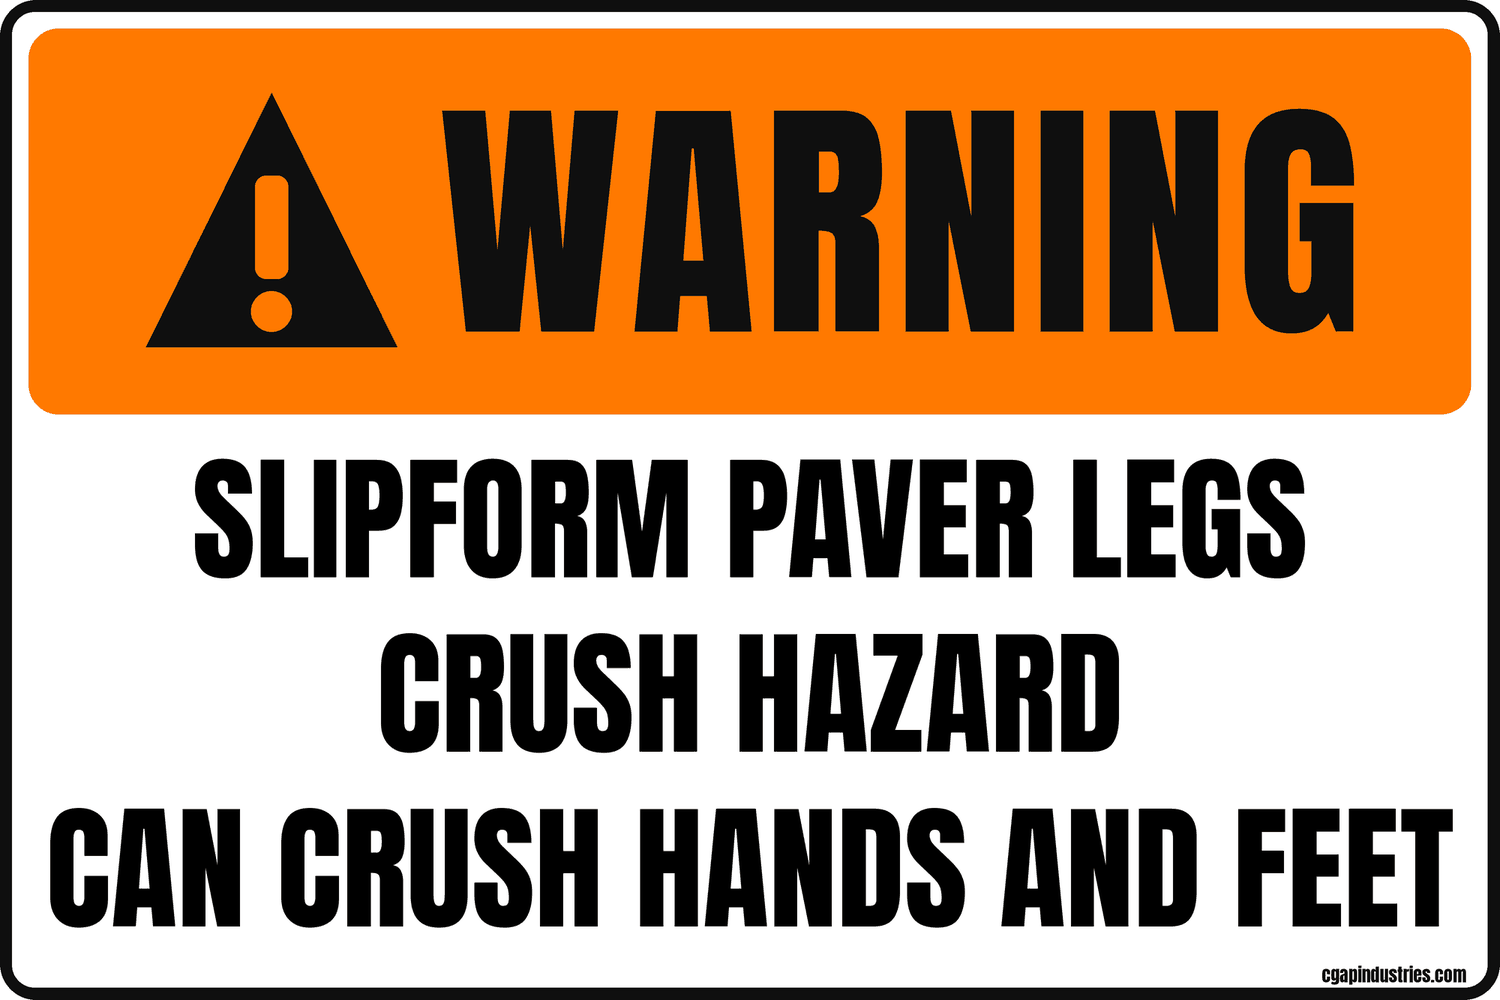 WARNING
SLIPFORM PAVER LEGS
CRUSH HAZARD
CAN CRUSH HANDS AND FEET
cgapindustries.com